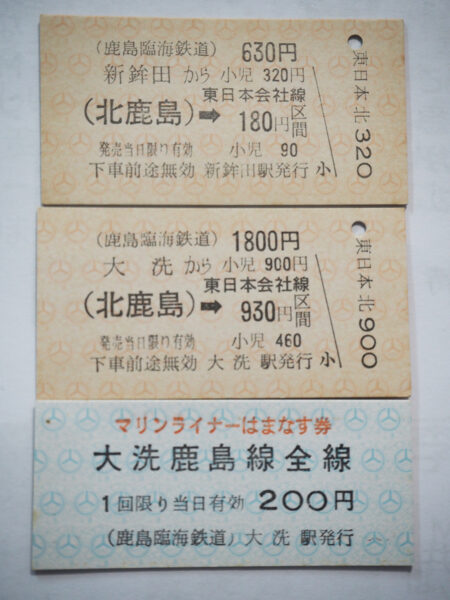 (鹿島臨海鉄道) 630円
新鉾田 から 小児 320円
東日本会社線
(北鹿島) ➡ 180円 区間
発売当日限り有効 小児 90
下車前途無効 新鉾田駅発行 小
東日本北 320
(鹿島臨海鉄道) 1800円
大洗 から 小児 900円
東日本会社線
(北鹿島) ➡ 930円 区間
発売当日限り有効 小児 460
下車前途無効 大洗 駅発行 小
東日本北 900
マリンライナーはまなす券
大洗鹿島線全線
1回限り当日有効 200円
(鹿島臨海鉄道) 大洗 駅発行